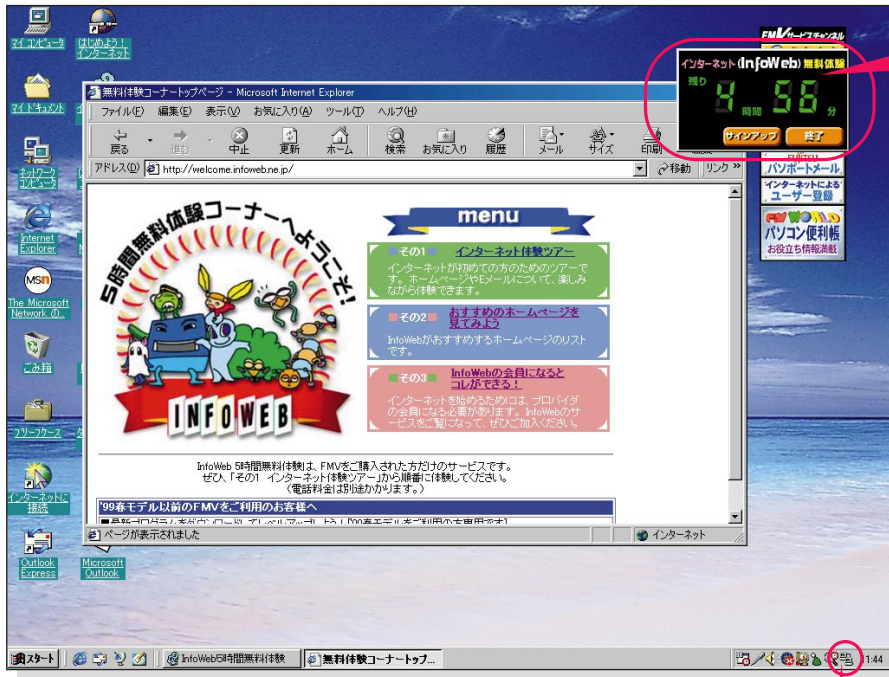 マイ コンピュータ
はじめよう!
インターネット
マイ ドキュメント
ネットワーク
コンピュータ
Internet
Explorer
The Microsoft
Network の...
ごみ箱
ブリーフケース
インターネットに
接続
Outlook
Express
Microsoft
Outlook
無料体験コーナートップページ - Microsoft Internet Explorer
ファイル(F) 編集(E) 表示(V) お気に入り(A) ツール(T) ヘルプ(H)
戻る 進む 中止 更新 ホーム 検索 お気に入り 履歴 メール サイズ 印刷
アドレス(D) http://welcome.infoweb.ne.jp/ 移動 リンク »
5時間無料体験コーナーへようこそ!
INFOWEB
menu
その1 インターネット体験ツアー
インターネットが初めての方のためのツアーで
す。ホームページやEメールについて、楽しみ
ながら体験できます。
その2 おすすめのホームページを
見てみよう
InfoWebがおすすめするホームページのリスト
です。
その3 InfoWebの会員になると
コレができる!
インターネットを始めるためには、プロバイダ
の会員になる必要があります。InfoWebのサ
ービスをご覧になって、ぜひご加入ください。
InfoWeb 5時間無料体験は、FMVをご購入された方だけのサービスです。
ぜひ、「その1 インターネット体験ツアー」から順番に体験してください。
(電話料金は別途かかります。)
'99春モデル以前のFMVをご利用のお客様へ
ページが表示されました
インターネット
FMVサービスチャンネル
インターネット(InfoWeb)無料体験
残り
4 時間 56 分
サインアップ 終了
FUJITSU
パソポートメール
インターネットによる
ユーザー登録
FMV WORLD
パソコン便利帳
お役立ち情報満載
スタート
InfoWeb5時間無料体験
無料体験コーナートップ...
1:44